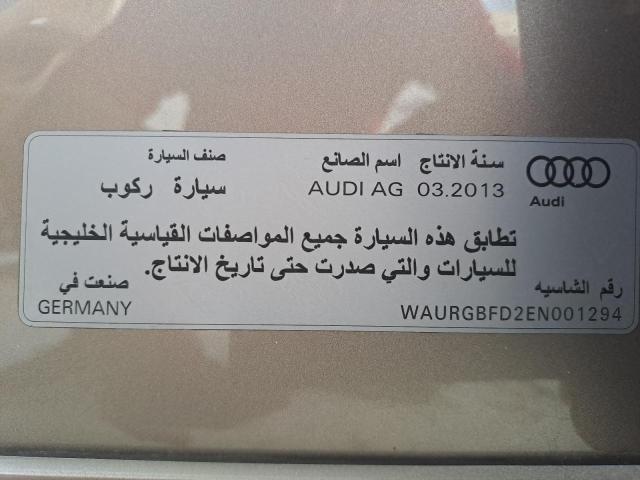 سنة الانتاج اسم الصانع صنف السيارة
03.2013 AUDI AG سيارة ركوب
Audi
تطابق هذه السيارة جميع المواصفات القياسية الخليجية
للسيارات والتي صدرت حتى تاريخ الانتاج.
رقم الشاسيه صنعت في
WAURGBFD2EN001294 GERMANY